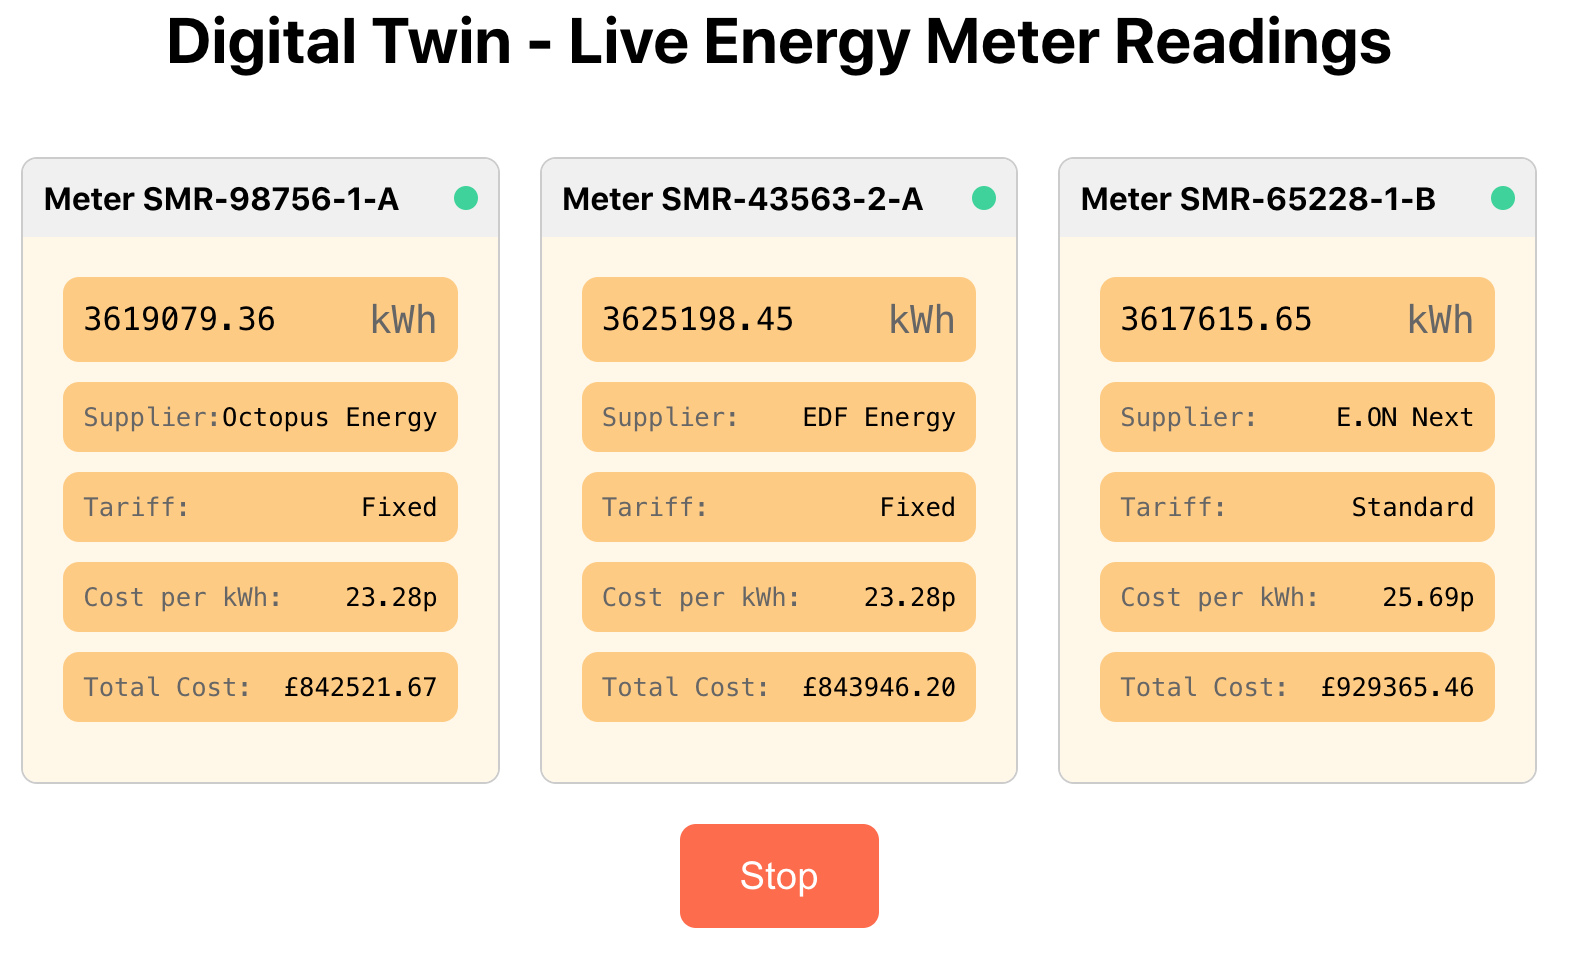 Digital Twin - Live Energy Meter Readings
Meter SMR-98756-1-A
3619079.36 kWh
Supplier:Octopus Energy
Tariff: Fixed
Cost per kWh: 23.28p
Total Cost: £842521.67
Meter SMR-43563-2-A
3625198.45 kWh
Supplier: EDF Energy
Tariff: Fixed
Cost per kWh: 23.28p
Total Cost: £843946.20
Meter SMR-65228-1-B
3617615.65 kWh
Supplier: E.ON Next
Tariff: Standard
Cost per kWh: 25.69p
Total Cost: £929365.46
Stop